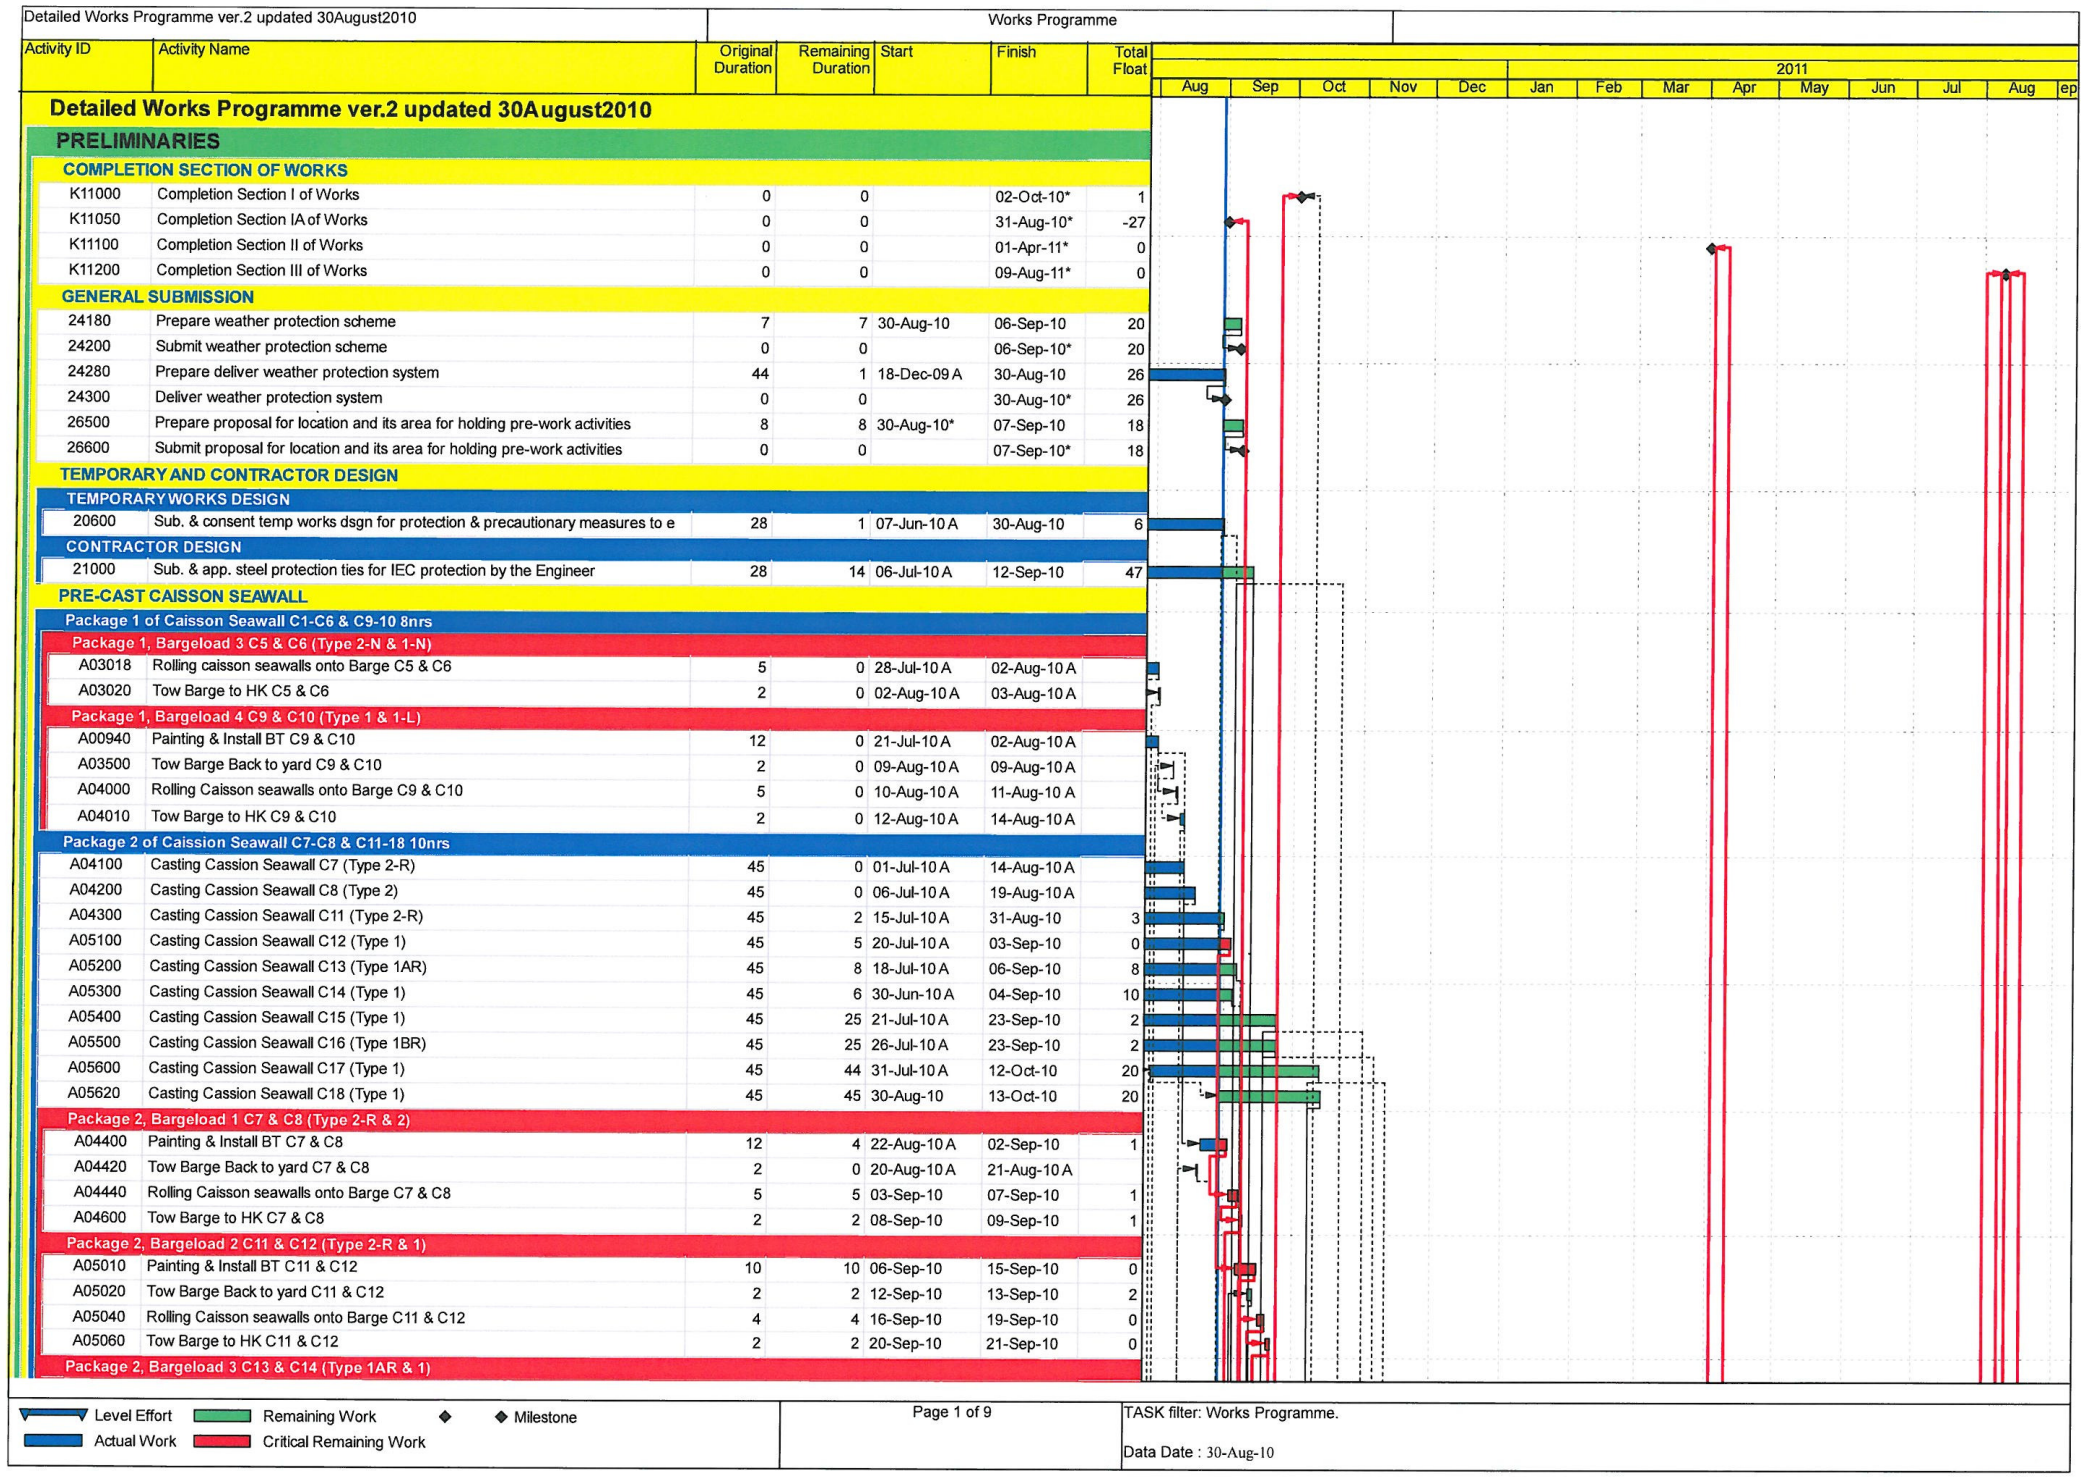 Detailed Works Programme ver.2 updated 30August2010 Works Programme
Activity ID Activity Name Original Duration Remaining Duration Start Finish Total Float
2011
Aug Sep Oct Nov Dec Jan Feb Mar Apr May Jun Jul Aug ep
Detailed Works Programme ver.2 updated 30August2010
PRELIMINARIES
COMPLETION SECTION OF WORKS
K11000 Completion Section I of Works 0 0 02-Oct-10* 1
K11050 Completion Section IA of Works 0 0 31-Aug-10* -27
K11100 Completion Section II of Works 0 0 01-Apr-11* 0
K11200 Completion Section III of Works 0 0 09-Aug-11* 0
GENERAL SUBMISSION
24180 Prepare weather protection scheme 7 7 30-Aug-10 06-Sep-10 20
24200 Submit weather protection scheme 0 0 06-Sep-10* 20
24280 Prepare deliver weather protection system 44 1 18-Dec-09 A 30-Aug-10 26
24300 Deliver weather protection system 0 0 30-Aug-10* 26
26500 Prepare proposal for location and its area for holding pre-work activities 8 8 30-Aug-10* 07-Sep-10 18
26600 Submit proposal for location and its area for holding pre-work activities 0 0 07-Sep-10* 18
TEMPORARY AND CONTRACTOR DESIGN
TEMPORARY WORKS DESIGN
20600 Sub. & consent temp works dsgn for protection & precautionary measures to e 28 1 07-Jun-10 A 30-Aug-10 6
CONTRACTOR DESIGN
21000 Sub. & app. steel protection ties for IEC protection by the Engineer 28 14 06-Jul-10 A 12-Sep-10 47
PRE-CAST CAISSON SEAWALL
Package 1 of Caisson Seawall C1-C6 & C9-10 8nrs
Package 1, Bargeload 3 C5 & C6 (Type 2-N & 1-N)
A03018 Rolling caisson seawalls onto Barge C5 & C6 5 0 28-Jul-10 A 02-Aug-10 A
A03020 Tow Barge to HK C5 & C6 2 0 02-Aug-10 A 03-Aug-10 A
Package 1, Bargeload 4 C9 & C10 (Type 1 & 1-L)
A00940 Painting & Install BT C9 & C10 12 0 21-Jul-10 A 02-Aug-10 A
A03500 Tow Barge Back to yard C9 & C10 2 0 09-Aug-10 A 09-Aug-10 A
A04000 Rolling Caisson seawalls onto Barge C9 & C10 5 0 10-Aug-10 A 11-Aug-10 A
A04010 Tow Barge to HK C9 & C10 2 0 12-Aug-10 A 14-Aug-10 A
Package 2 of Caission Seawall C7-C8 & C11-18 10nrs
A04100 Casting Cassion Seawall C7 (Type 2-R) 45 0 01-Jul-10 A 14-Aug-10 A
A04200 Casting Cassion Seawall C8 (Type 2) 45 0 06-Jul-10 A 19-Aug-10 A
A04300 Casting Cassion Seawall C11 (Type 2-R) 45 2 15-Jul-10 A 31-Aug-10 3
A05100 Casting Cassion Seawall C12 (Type 1) 45 5 20-Jul-10 A 03-Sep-10 0
A05200 Casting Cassion Seawall C13 (Type 1AR) 45 8 18-Jul-10 A 06-Sep-10 8
A05300 Casting Cassion Seawall C14 (Type 1) 45 6 30-Jun-10 A 04-Sep-10 10
A05400 Casting Cassion Seawall C15 (Type 1) 45 25 21-Jul-10 A 23-Sep-10 2
A05500 Casting Cassion Seawall C16 (Type 1BR) 45 25 26-Jul-10 A 23-Sep-10 2
A05600 Casting Cassion Seawall C17 (Type 1) 45 44 31-Jul-10 A 12-Oct-10 20
A05620 Casting Cassion Seawall C18 (Type 1) 45 45 30-Aug-10 13-Oct-10 20
Package 2, Bargeload 1 C7 & C8 (Type 2-R & 2)
A04400 Painting & Install BT C7 & C8 12 4 22-Aug-10 A 02-Sep-10 1
A04420 Tow Barge Back to yard C7 & C8 2 0 20-Aug-10 A 21-Aug-10 A
A04440 Rolling Caisson seawalls onto Barge C7 & C8 5 5 03-Sep-10 07-Sep-10 1
A04600 Tow Barge to HK C7 & C8 2 2 08-Sep-10 09-Sep-10 1
Package 2, Bargeload 2 C11 & C12 (Type 2-R & 1)
A05010 Painting & Install BT C11 & C12 10 10 06-Sep-10 15-Sep-10 0
A05020 Tow Barge Back to yard C11 & C12 2 2 12-Sep-10 13-Sep-10 2
A05040 Rolling Caisson seawalls onto Barge C11 & C12 4 4 16-Sep-10 19-Sep-10 0
A05060 Tow Barge to HK C11 & C12 2 2 20-Sep-10 21-Sep-10 0
Package 2, Bargeload 3 C13 & C14 (Type 1AR & 1)
Level Effort Remaining Work Milestone
Actual Work Critical Remaining Work
Page 1 of 9
TASK filter: Works Programme.
Data Date : 30-Aug-10